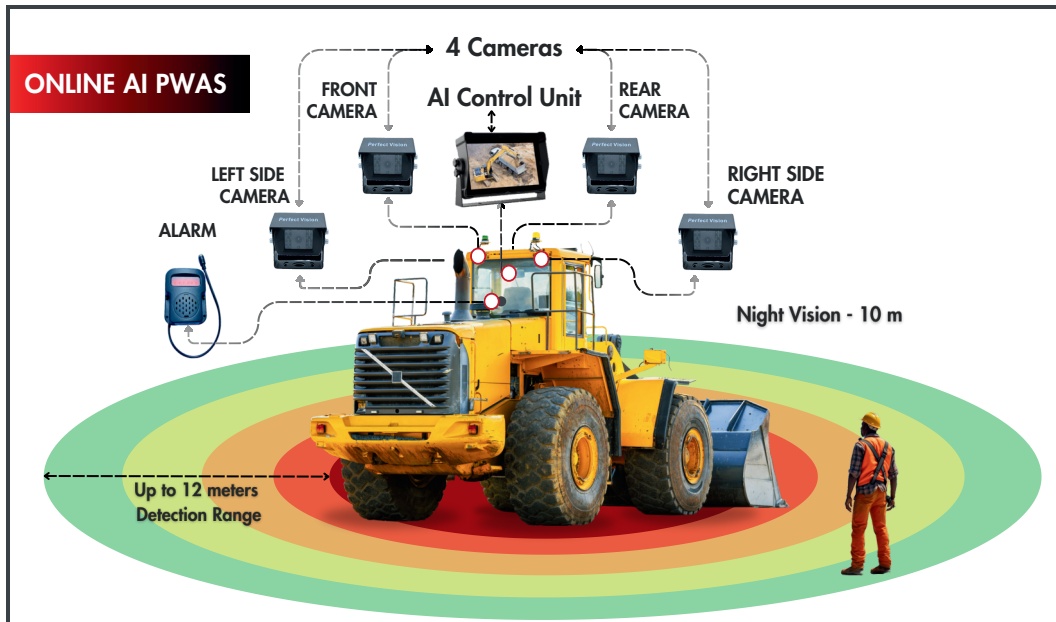 4 Cameras
ONLINE AI PWAS
FRONT
CAMERA
AI Control Unit
REAR
CAMERA
Perfect Vision
Perfect Vision
LEFT SIDE
CAMERA
RIGHT SIDE
CAMERA
Perfect Vision
Perfect Vision
ALARM
Night Vision - 10 m
Up to 12 meters
Detection Range